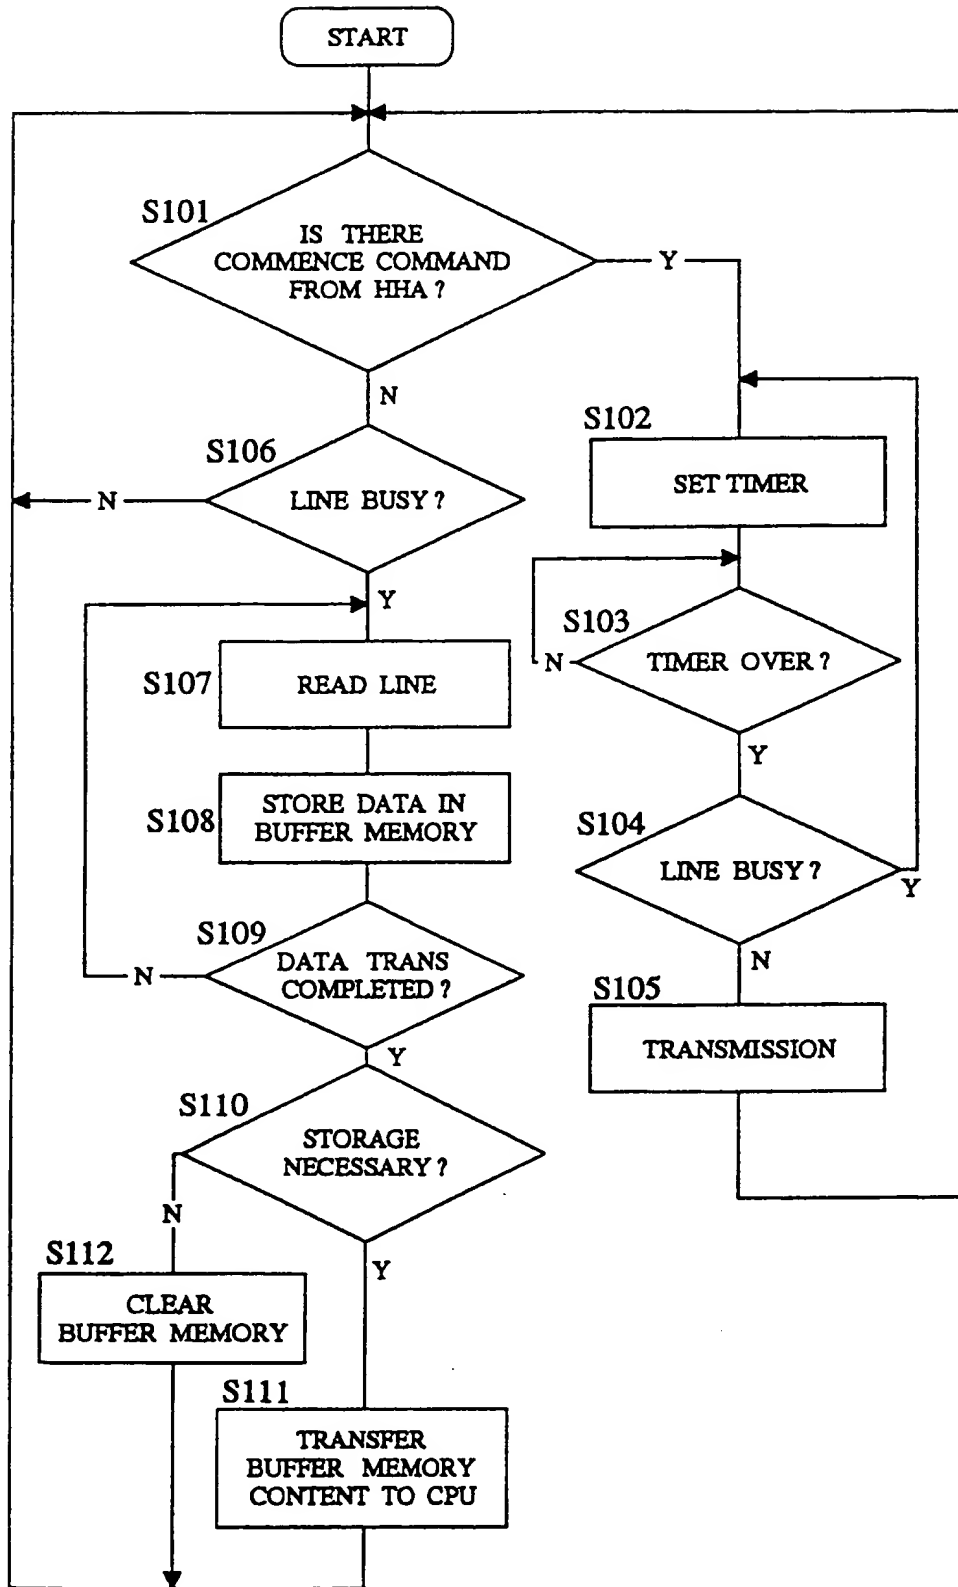 START
S101
IS THERE
COMMENCE COMMAND
FROM HHA ?
Y
N
S106
LINE BUSY ?
N
Y
S102
SET TIMER
S103
TIMER OVER ?
N
Y
S107
READ LINE
S108
STORE DATA IN
BUFFER MEMORY
S104
LINE BUSY ?
Y
N
S109
DATA TRANS
COMPLETED ?
N
Y
S105
TRANSMISSION
S110
STORAGE
NECESSARY ?
N
Y
S112
CLEAR
BUFFER MEMORY
S111
TRANSFER
BUFFER MEMORY
CONTENT TO CPU